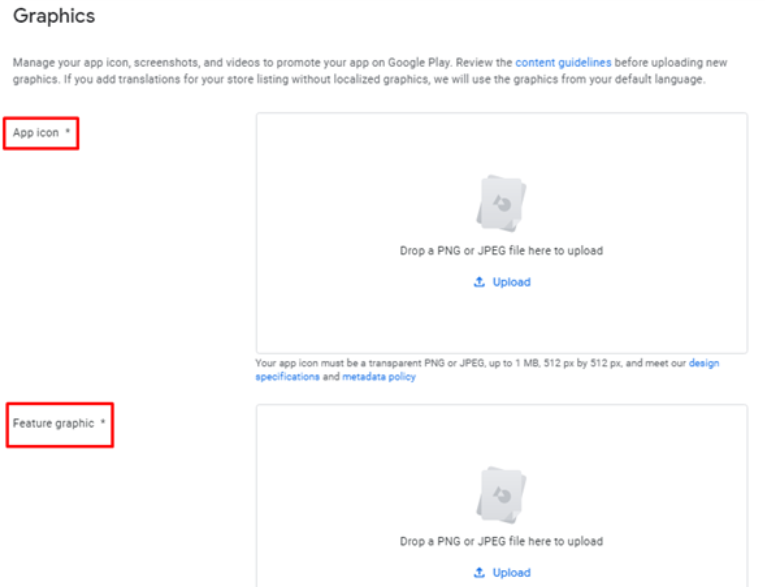 Graphics
Manage your app icon, screenshots, and videos to promote your app on Google Play. Review the content guidelines before uploading new
graphics. If you add translations for your store listing without localized graphics, we will use the graphics from your default language.
App icon *
Drop a PNG or JPEG file here to upload
Upload
Your app icon must be a transparent PNG or JPEG, up to 1 MB, 512 px by 512 px, and meet our design
specifications and metadata policy
Feature graphic *
Drop a PNG or JPEG file here to upload
Upload